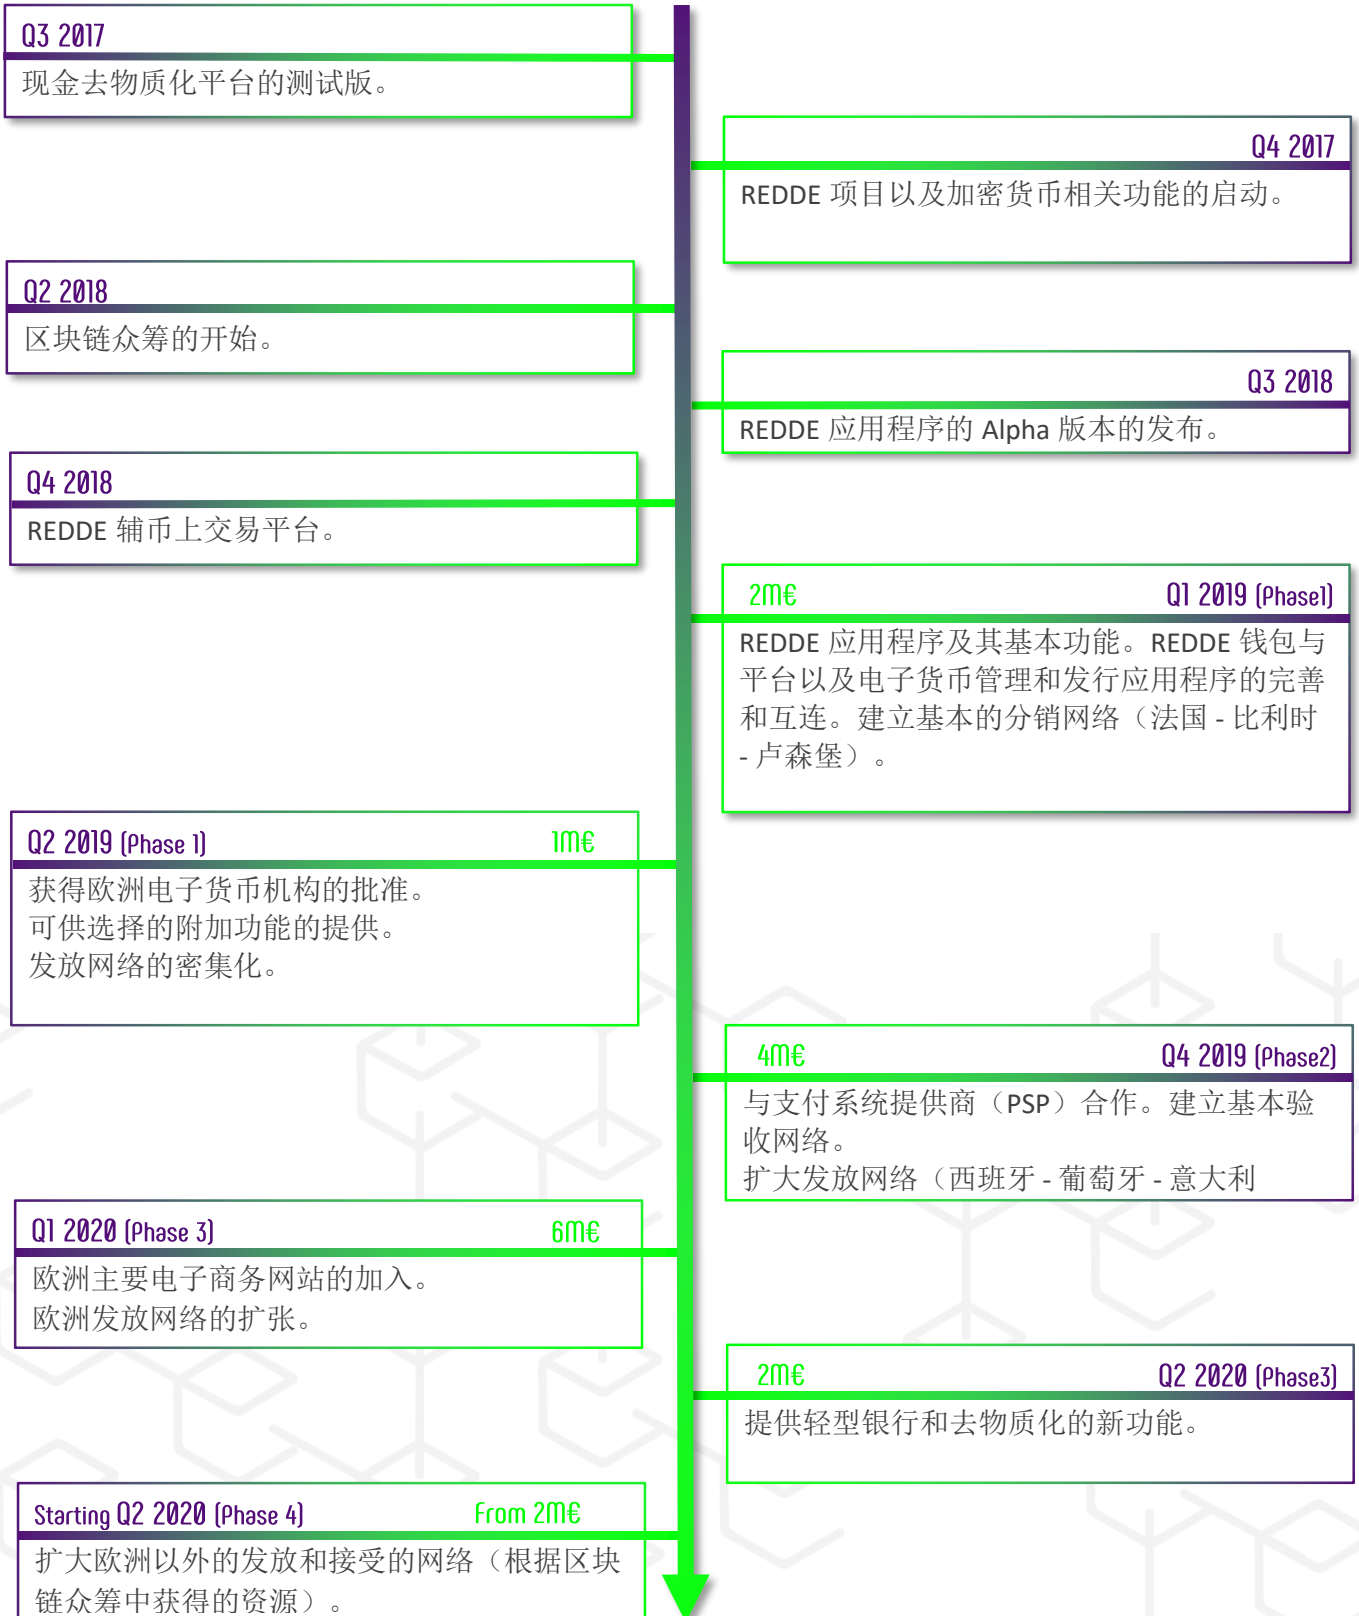 Q3 2017
现金去物质化平台的测试版。
Q4 2017
REDDE 项目以及加密货币相关功能的启动。
Q2 2018
区块链众筹的开始。
Q3 2018
REDDE 应用程序的 Alpha 版本的发布。
Q4 2018
REDDE 辅币上交易平台。
2M€ Q1 2019 (Phase1)
REDDE 应用程序及其基本功能。REDDE 钱包与
平台以及电子货币管理和发行应用程序的完善
和互连。建立基本的分销网络（法国 - 比利时
- 卢森堡）。
Q2 2019 (Phase 1) 1M€
获得欧洲电子货币机构的批准。
可供选择的附加功能的提供。
发放网络的密集化。
4M€ Q4 2019 (Phase2)
与支付系统提供商（PSP）合作。建立基本验
收网络。
扩大发放网络（西班牙 - 葡萄牙 - 意大利
Q1 2020 (Phase 3) 6M€
欧洲主要电子商务网站的加入。
欧洲发放网络的扩张。
2M€ Q2 2020 (Phase3)
提供轻型银行和去物质化的新功能。
Starting Q2 2020 (Phase 4) From 2M€
扩大欧洲以外的发放和接受的网络（根据区块
链众筹中获得的资源）.